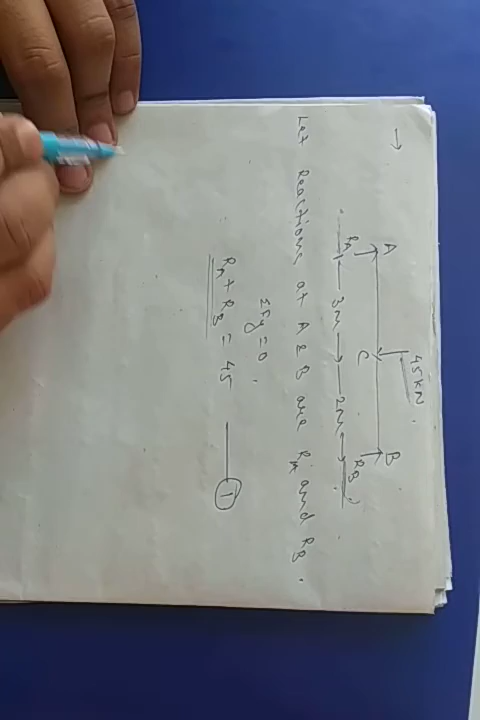 →
45 KN
A C B
RA RB
3m 2m
Let Reactions at A & B are RA and RB.
ΣFy = 0
RA + RB = 45 — ①